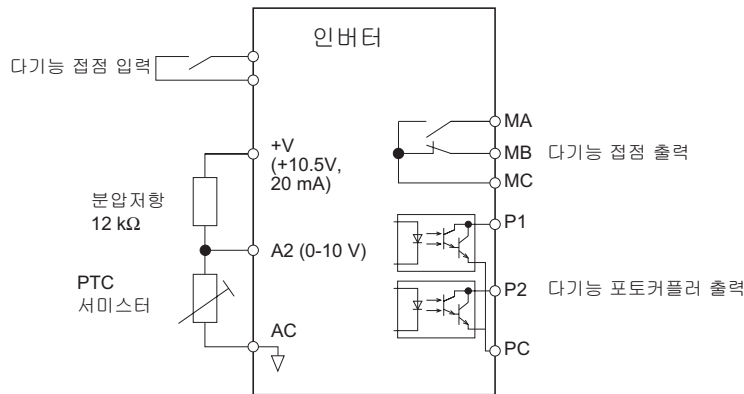 인버터
다기능 접점 입력
+V
(+10.5V,
20 mA)
분압저항
12 kΩ
A2 (0-10 V)
PTC
서미스터
AC
MA
MB 다기능 접점 출력
MC
P1
P2 다기능 포토커플러 출력
PC